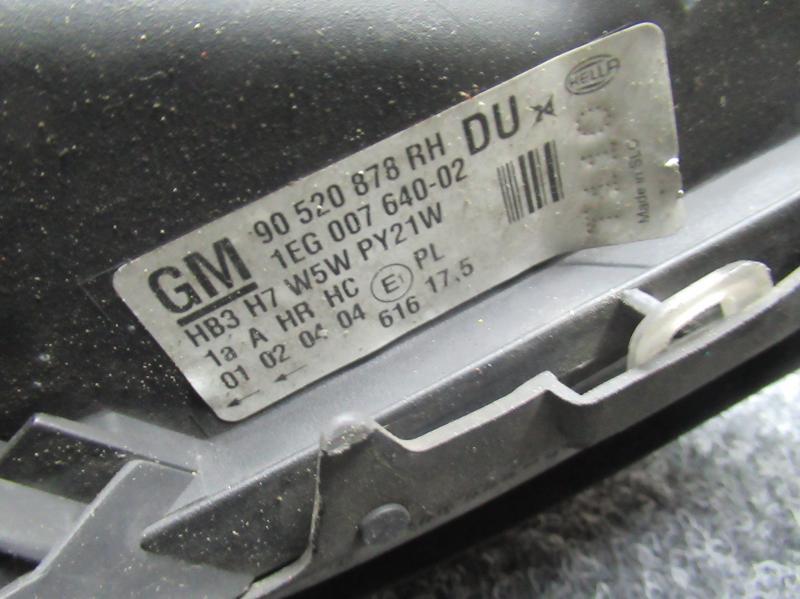 GM 90 520 878 RH DU
1EG 007 640-02
HB3 H7 W5W PY21W
1a A HR HC E1 PL
01 02 04 04 616 17,5
HELLA
Made in SLO